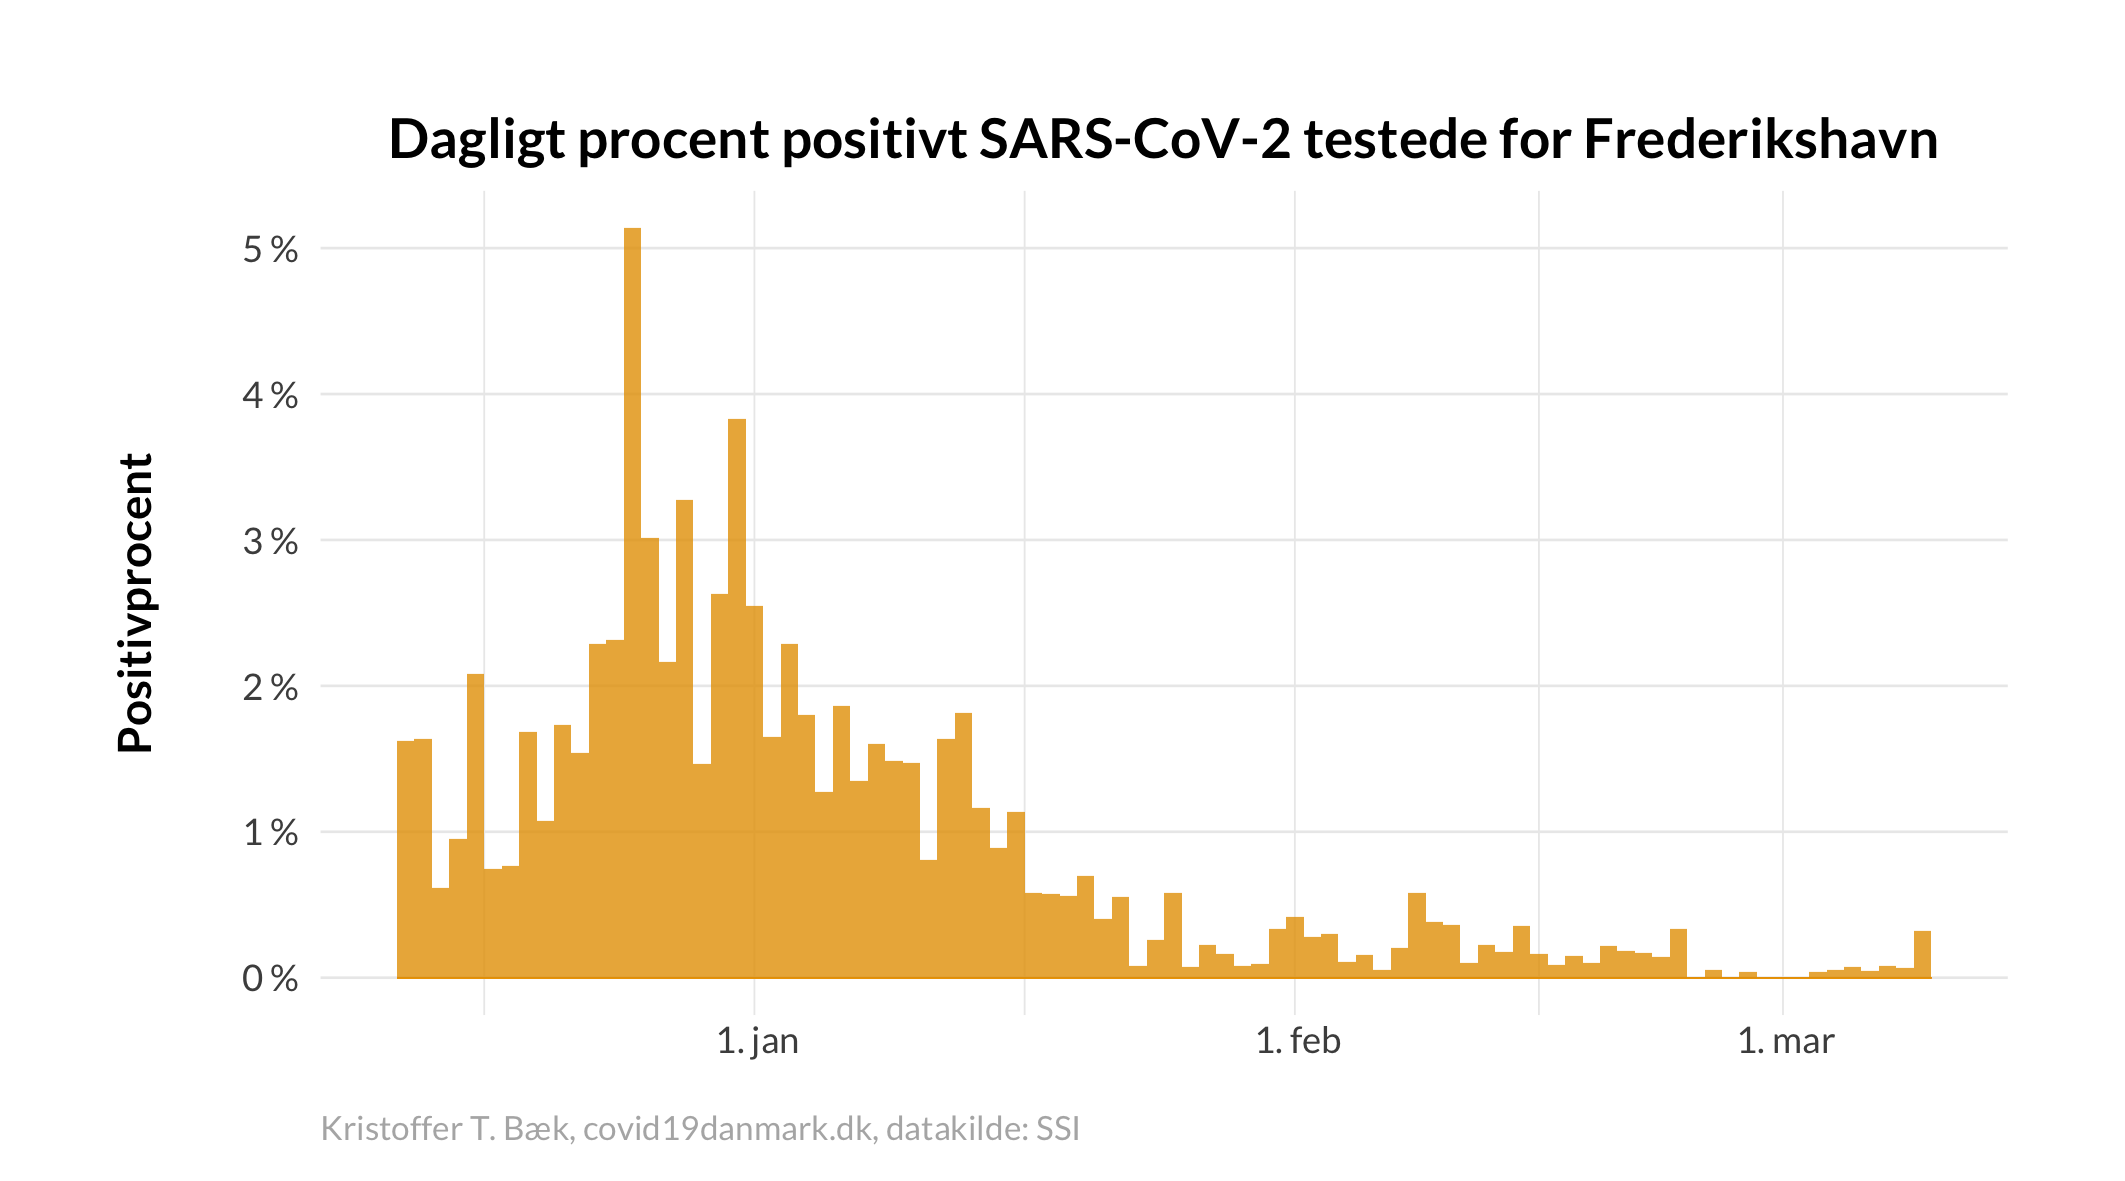 Dagligt procent positivt SARS-CoV-2 testede for Frederikshavn
Positivprocent
5 %
4 %
3 %
2 %
1 %
0 %
1. jan
1. feb
1. mar
Kristoffer T. Bæk, covid19danmark.dk, datakilde: SSI